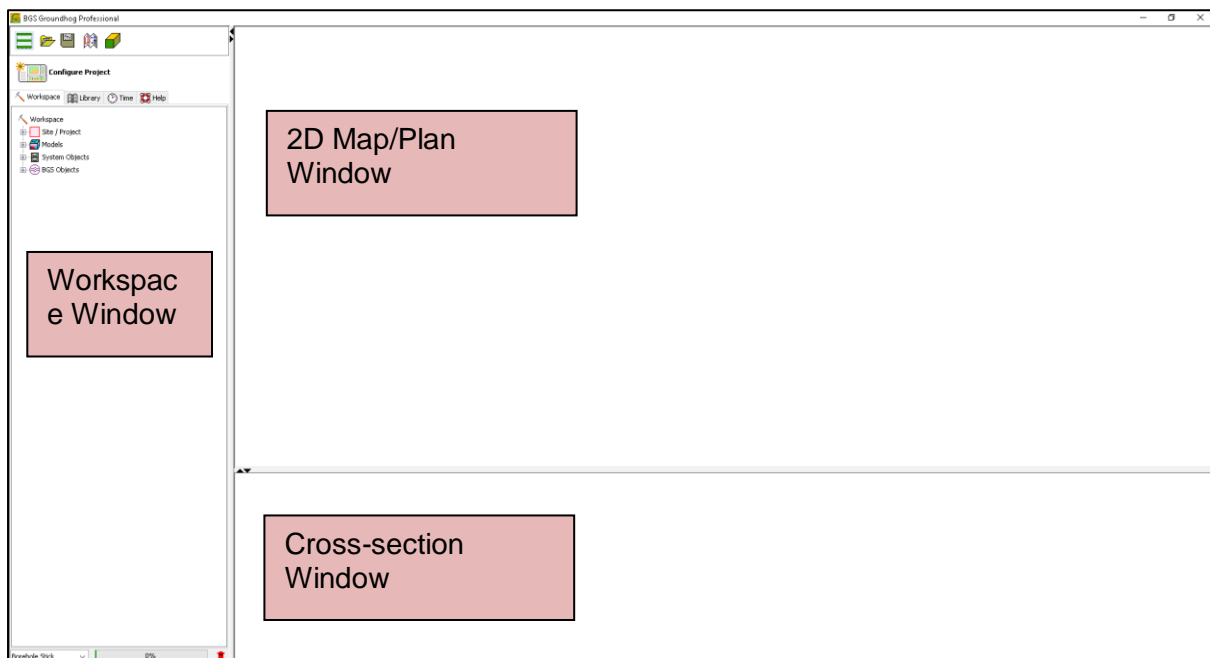 BGS Groundhog Professional
Configure Project
Workspace Library Time Help
Workspace
Site / Project
Models
System Objects
BGS Objects
2D Map/Plan
Window
Workspac
e Window
Cross-section
Window
Borehole Stick 0%